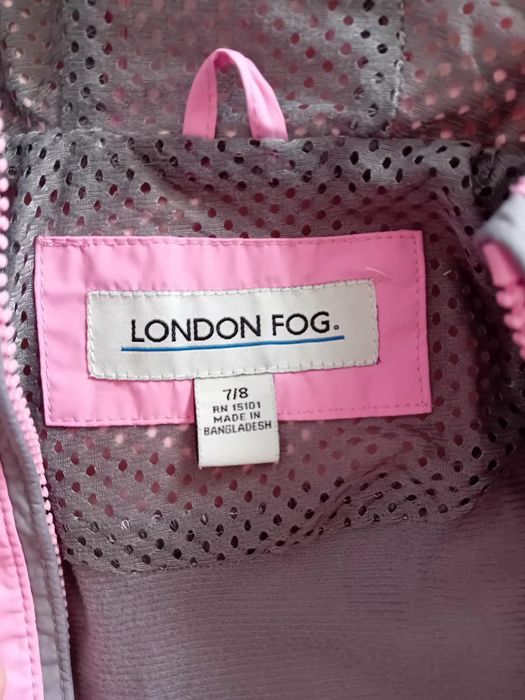 LONDON FOG.
7/8
RN 15101
MADE IN
BANGLADESH